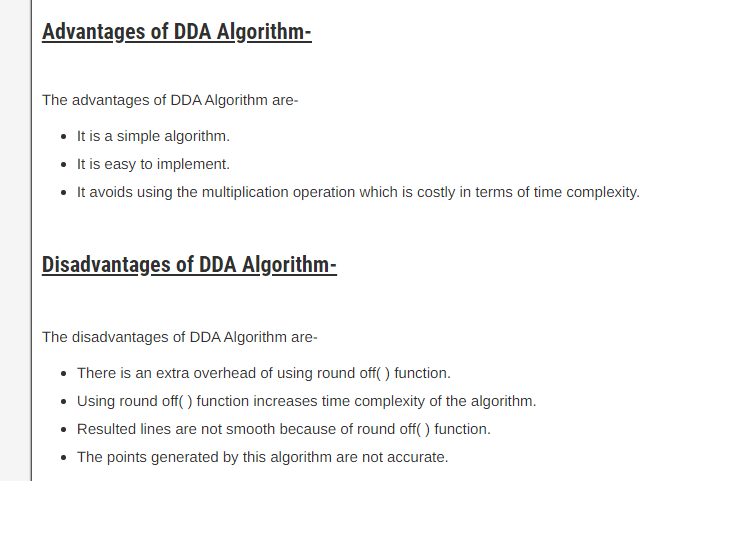 Advantages of DDA Algorithm-
The advantages of DDA Algorithm are-
• It is a simple algorithm.
• It is easy to implement.
• It avoids using the multiplication operation which is costly in terms of time complexity.
Disadvantages of DDA Algorithm-
The disadvantages of DDA Algorithm are-
• There is an extra overhead of using round off( ) function.
• Using round off( ) function increases time complexity of the algorithm.
• Resulted lines are not smooth because of round off( ) function.
• The points generated by this algorithm are not accurate.